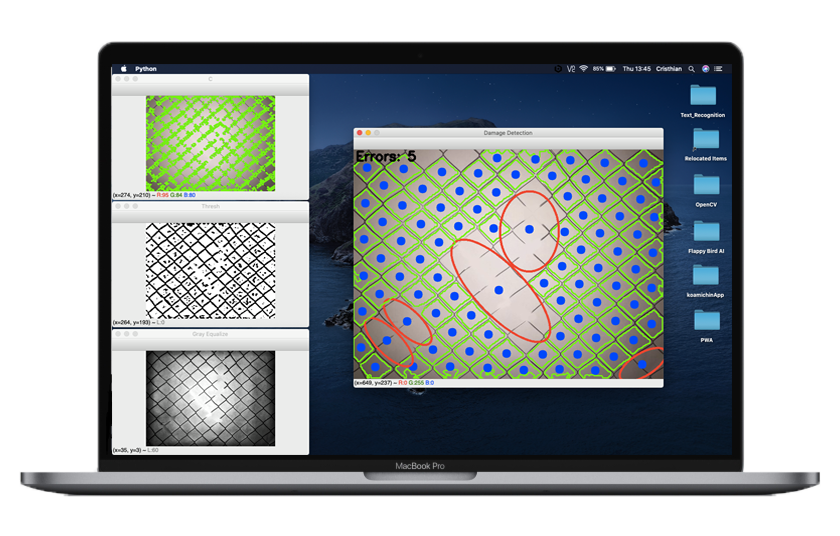 Python
85%
Thu 13:45
Cristhian
C
(x=274, y=210) ~ R:95 G:84 B:80
Thresh
(x=264, y=193) ~ L:0
Gray Equalize
(x=35, y=3) ~ L:60
Damage Detection
Errors: 5
(x=649, y=237) ~ R:0 G:255 B:0
Text_Recognition
Relocated Items
OpenCV
Flappy Bird AI
ksamichinApp
PWA
MacBook Pro